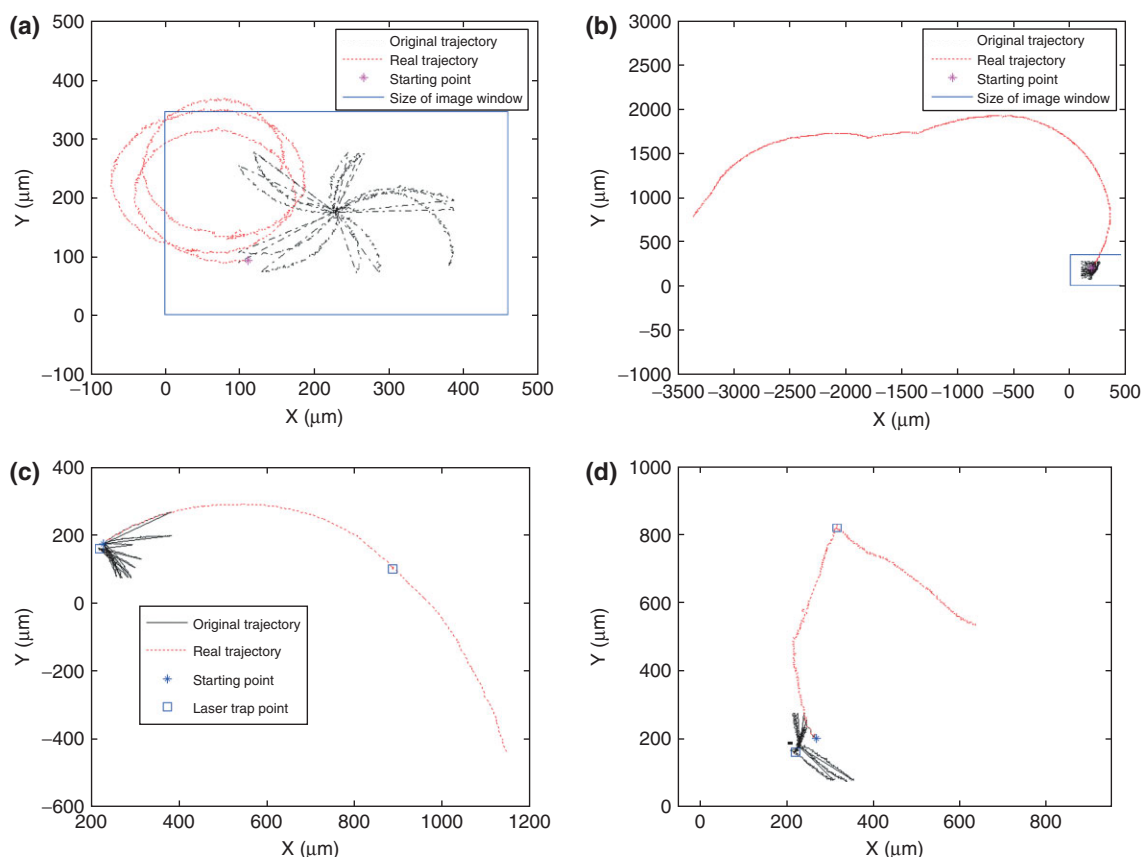 (a)
500
400
300
200
100
0
−100
Y (μm)
−100
0
100
230
300
400
500
X (μm)
Original trajectory
Real trajectory
Starting point
Size of image window
(b)
3000
2500
2000
1500
1000
500
0
−50
−1000
Y (μm)
−3500
−3000
−2500
−2000
−1500
−1000
−500
0
500
X (μm)
Original trajectory
Real trajectory
Starting point
Size of image window
(c)
400
200
0
−200
−400
−600
Y (μm)
200
400
600
800
1000
1200
X (μm)
Original trajectory
Real trajectory
Starting point
Laser trap point
(d)
1000
800
600
400
200
0
Y (μm)
0
200
400
600
800
X (μm)